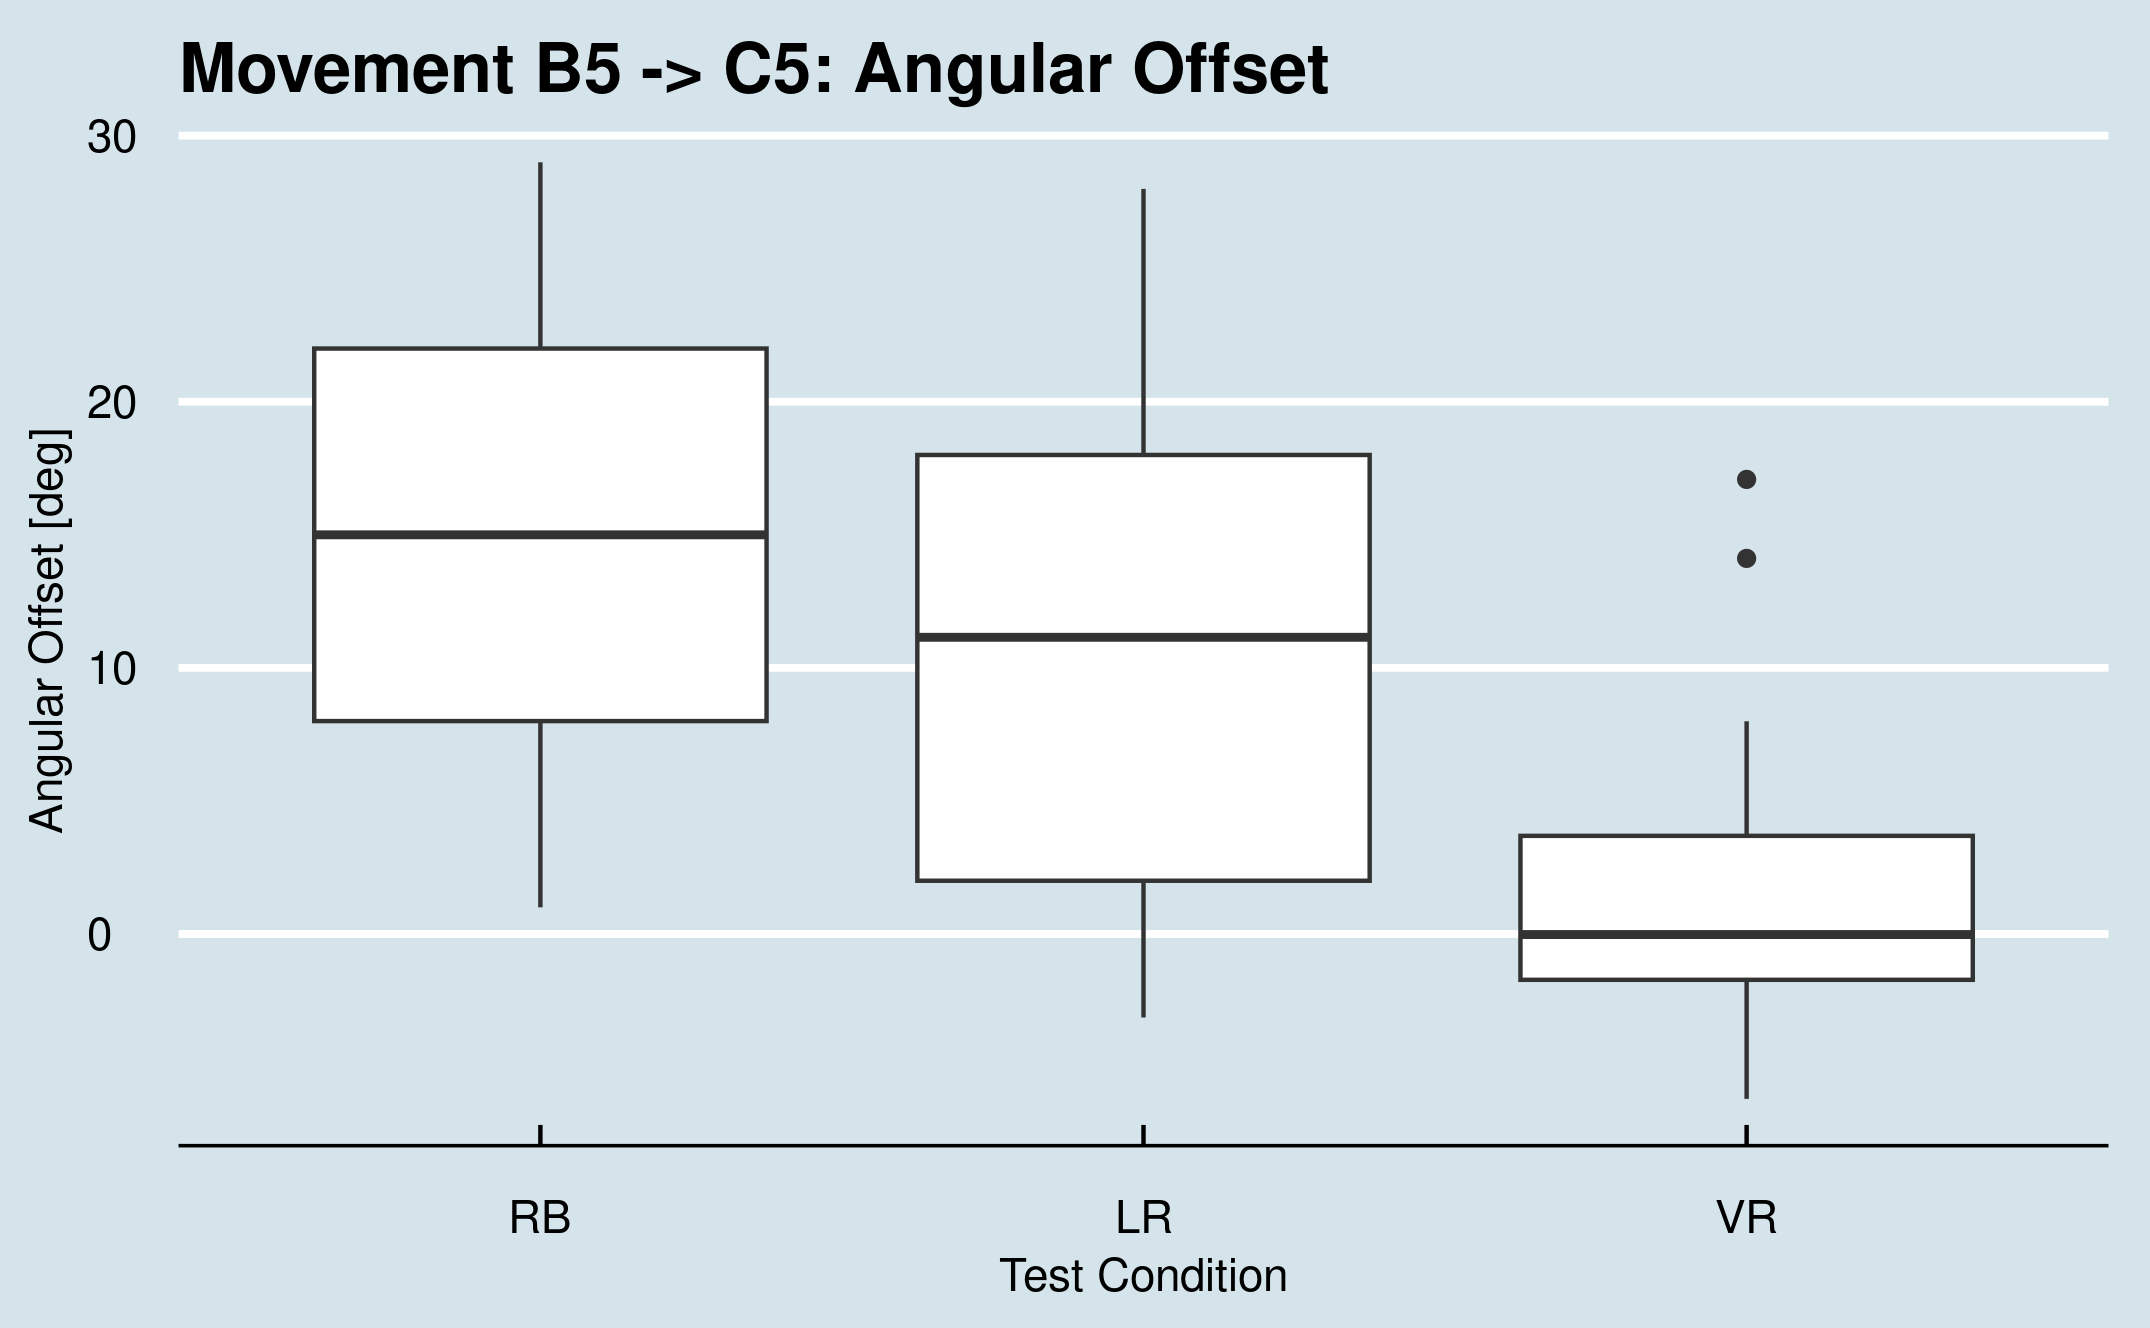 Movement B5 -> C5: Angular Offset
30
20
10
0
Angular Offset [deg]
RB
LR
VR
Test Condition